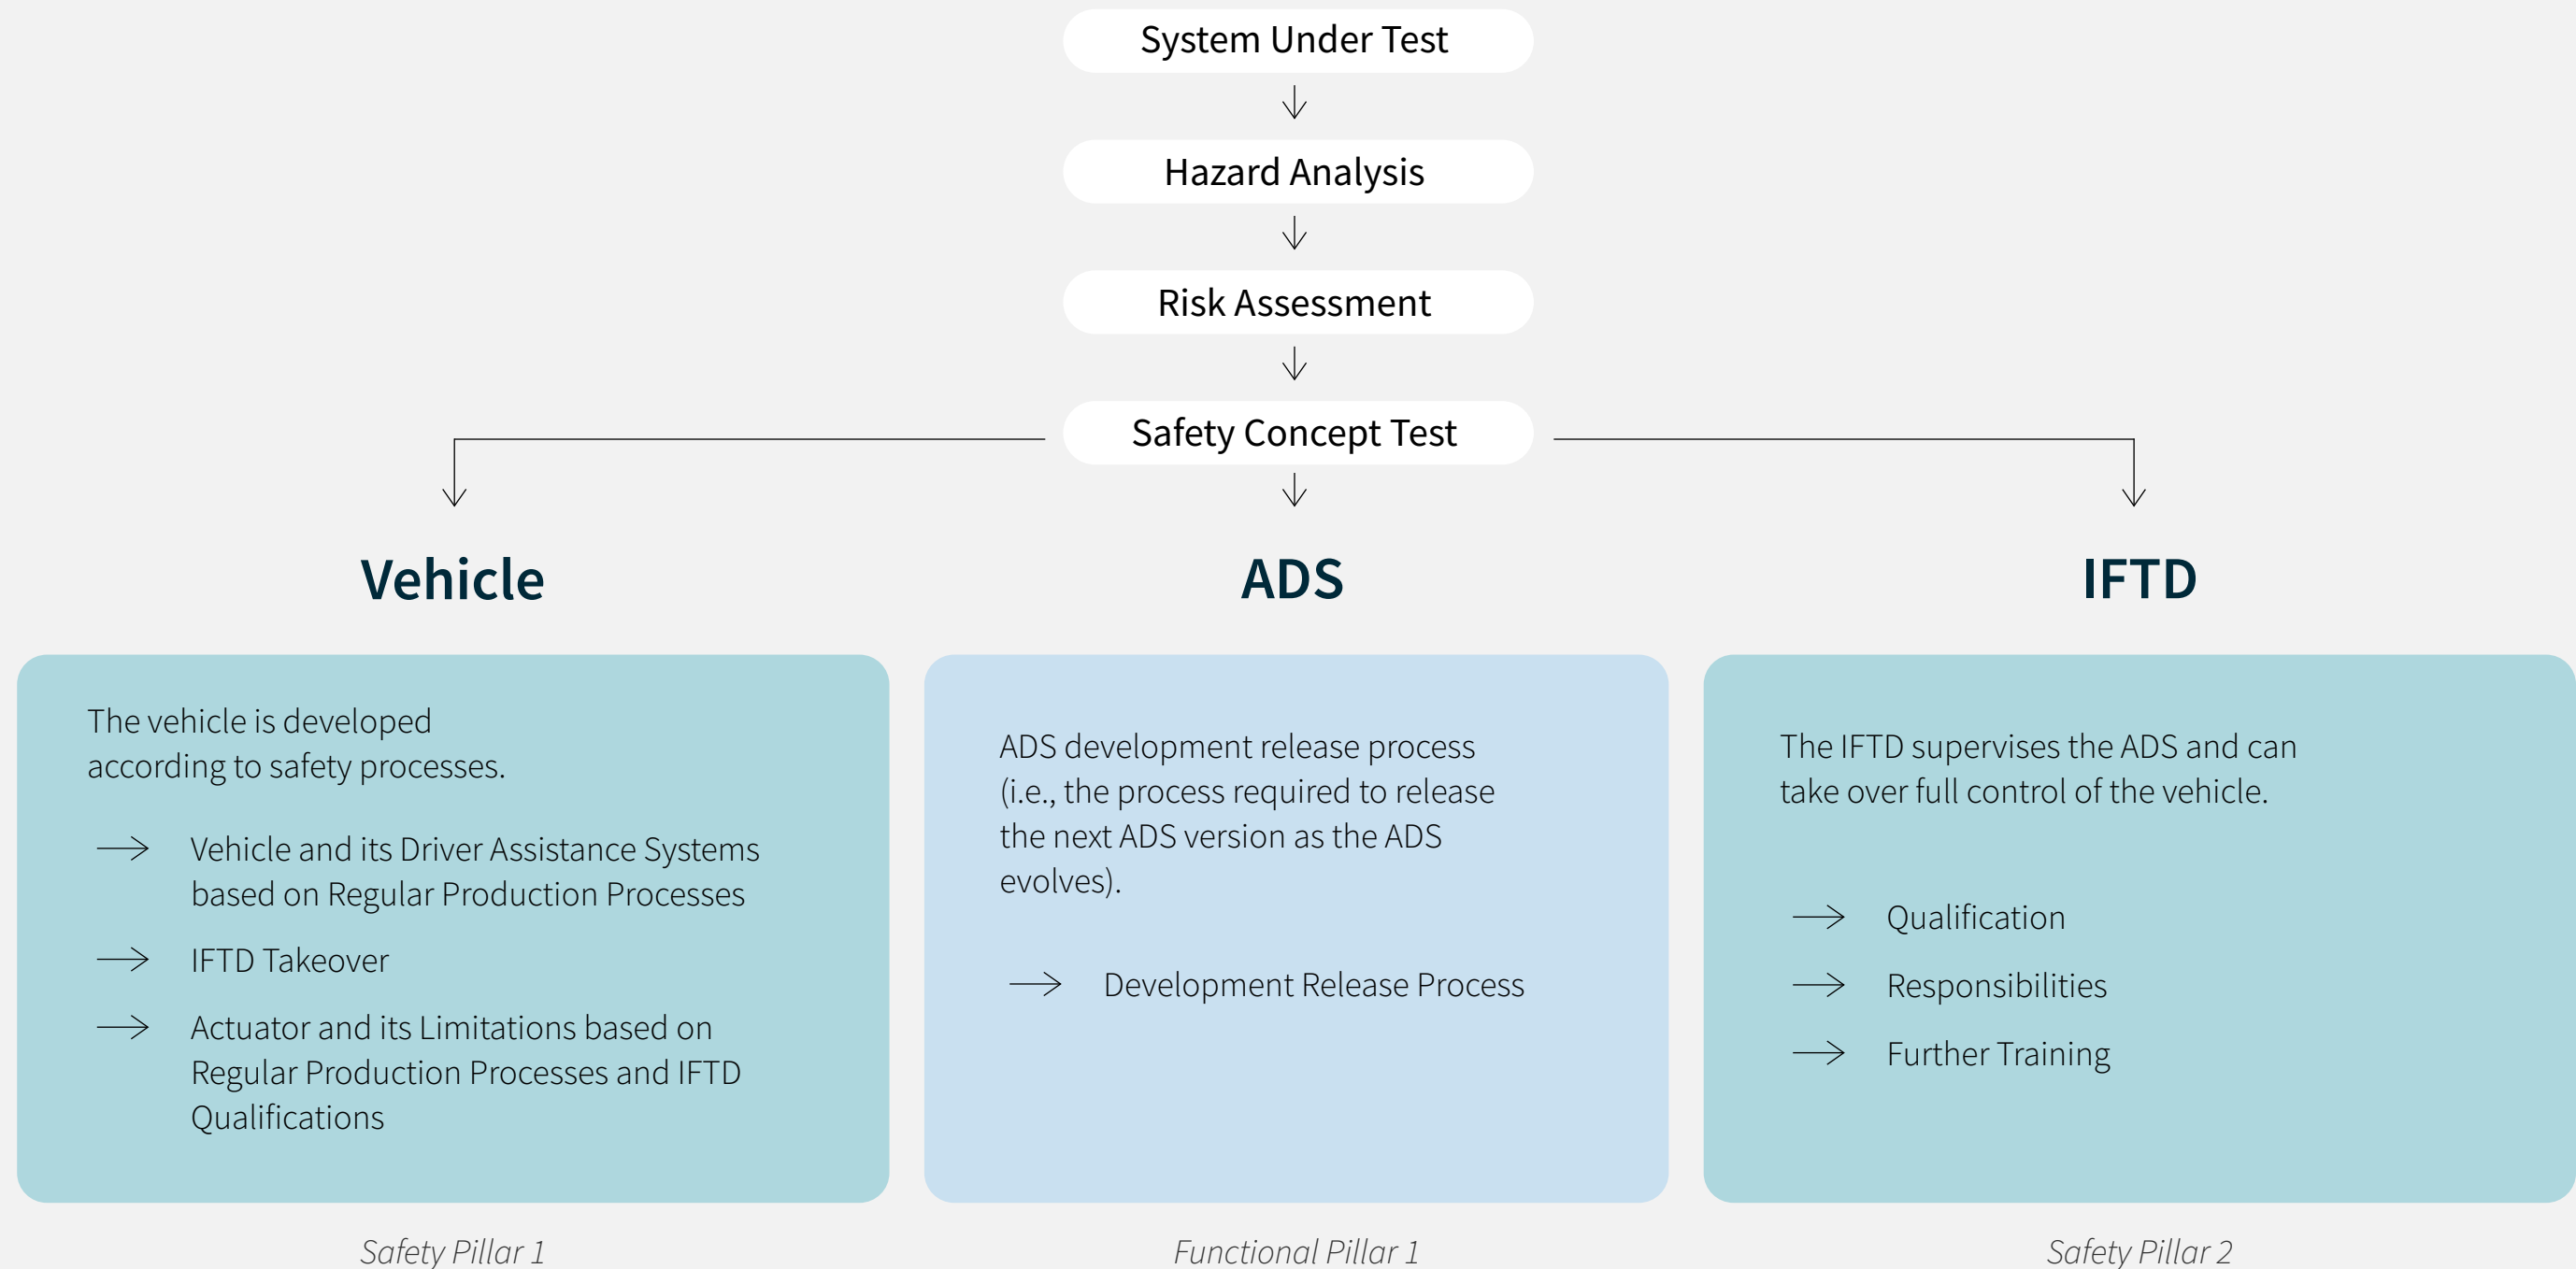 System Under Test
Hazard Analysis
Risk Assessment
Safety Concept Test
Vehicle
The vehicle is developed
according to safety processes.
Vehicle and its Driver Assistance Systems
based on Regular Production Processes
IFTD Takeover
Actuator and its Limitations based on
Regular Production Processes and IFTD
Qualifications
Safety Pillar 1
ADS
ADS development release process
(i.e., the process required to release
the next ADS version as the ADS
evolves).
Development Release Process
Functional Pillar 1
IFTD
The IFTD supervises the ADS and can
take over full control of the vehicle.
Qualification
Responsibilities
Further Training
Safety Pillar 2